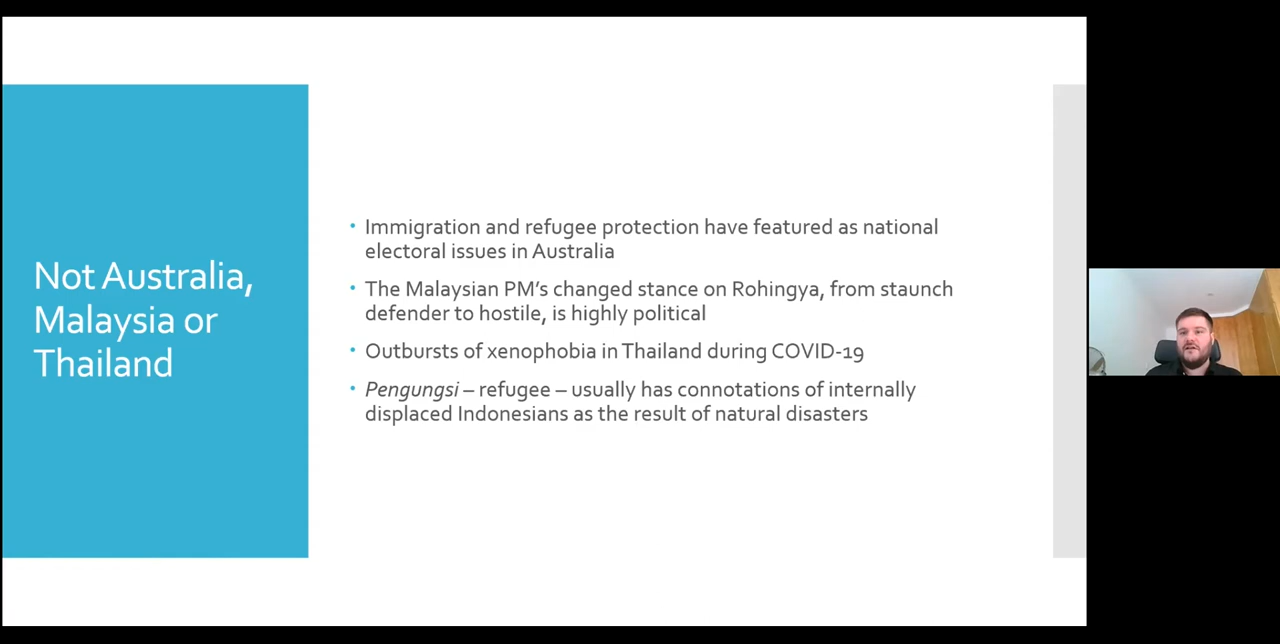 Not Australia,
Malaysia or
Thailand
• Immigration and refugee protection have featured as national
electoral issues in Australia
• The Malaysian PM's changed stance on Rohingya, from staunch
defender to hostile, is highly political
• Outbursts of xenophobia in Thailand during COVID-19
• Pengungsi – refugee – usually has connotations of internally
displaced Indonesians as the result of natural disasters